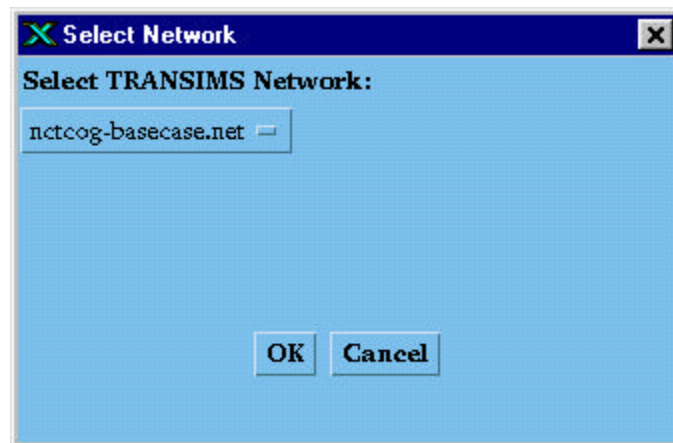 Select Network
Select TRANSIMS Network:
nctcog-basecase.net
OK Cancel